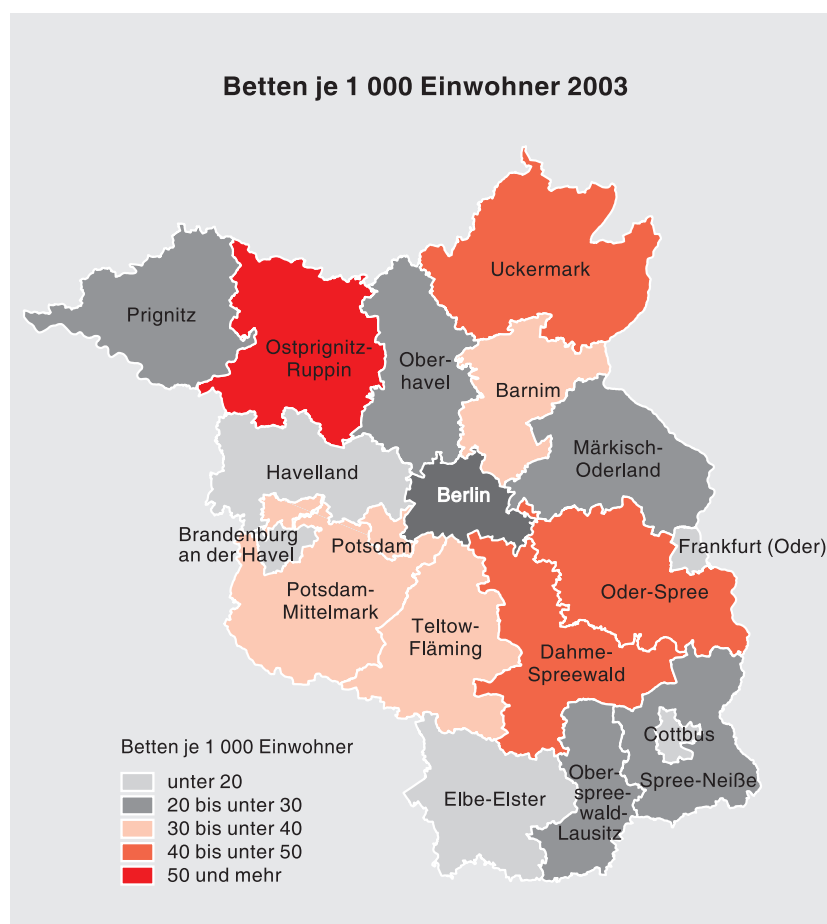 Betten je 1 000 Einwohner 2003
Uckermark
Prignitz
Ostprignitz-
Ruppin
Ober-
havel
Barnim
Märkisch-
Oderland
Havelland
Berlin
Brandenburg
an der Havel
Potsdam
Frankfurt (Oder)
Potsdam-
Mittelmark
Oder-Spree
Teltow-
Fläming
Dahme-
Spreewald
Cottbus
Spree-Neiße
Elbe-Elster
Ober-
spree-
wald-
Lausitz
Betten je 1 000 Einwohner
unter 20
20 bis unter 30
30 bis unter 40
40 bis unter 50
50 und mehr